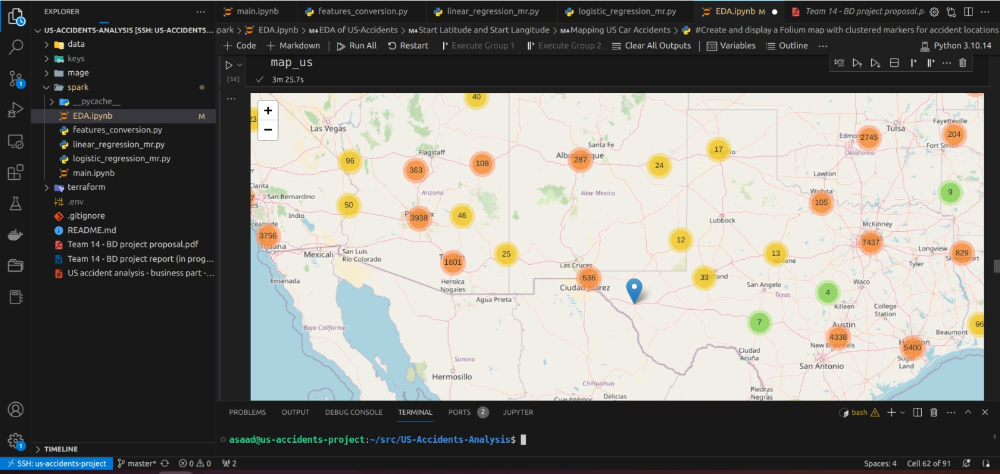 EXPLORER
US-ACCIDENTS-ANALYSIS [SSH: US-ACCIDENTS...
data
keys
mage
spark
__pycache__
EDA.ipynb M
features_conversion.py
linear_regression_mr.py
logistic_regression_mr.py
main.ipynb
terraform
.env
.gitignore
README.md
Team 14 - BD project proposal.pdf
Team 14 - BD project report (in prog...
US accident analysis - business part -...
TIMELINE
main.ipynb features_conversion.py linear_regression_mr.py logistic_regression_mr.py EDA.ipynb M Team 14 - BD project proposal.p
park > EDA.ipynb > M↓EDA of US-Accidents > M↓Start Latitude and Start Langitude > M↓Mapping US Car Accidents > #Create and display a Folium map with clustered markers for accident locations
Code Markdown Run All Restart Execute Group 1 Execute Group 2 Clear All Outputs Variables Outline ... Python 3.10.14
map_us
[18] 3m 25.7s
+
−
40
23
Las Vegas
Fayetteville
Tulsa
Edmo
2745
204
Oklahoma
Fort Smith
Santa Fe
17
Flagstaff
Albuquerque
96
363
108
287
24
Lawton
Clarita
San Bernardino
Arizona
New Mexico
Wichita
9
50
105
Indio
3938
46
Lubbock
McKinney
ceanside
3756
Tijuana
12
7437
Mexicali
San Luis
Río Colorado
1601
25
13
Abilene
Longview
829
Shreveport
Las Cruces
Tyler
Ensenada
Heroica
Nogales
536
Ciudad Juárez
33
dland
San Angelo
Waco
Texas
Agua Prieta
4
Killeen
College
Station
Baja California
7
Austin
96
Beaumont
4338
New Braunfels
5400
Sugar
Land
Ciudad
Acuña
San Antonio
Sonora
Hermosillo
Chihuahua
Piedras
Negras
Cuauhtémoc
Delicias
PROBLEMS OUTPUT DEBUG CONSOLE TERMINAL PORTS 2 JUPYTER bash
asaad@us-accidents-project:~/src/US-Accidents-Analysis$
1
1
SSH: us-accidents-project master* 0 0 2 Spaces: 4 Cell 62 of 91